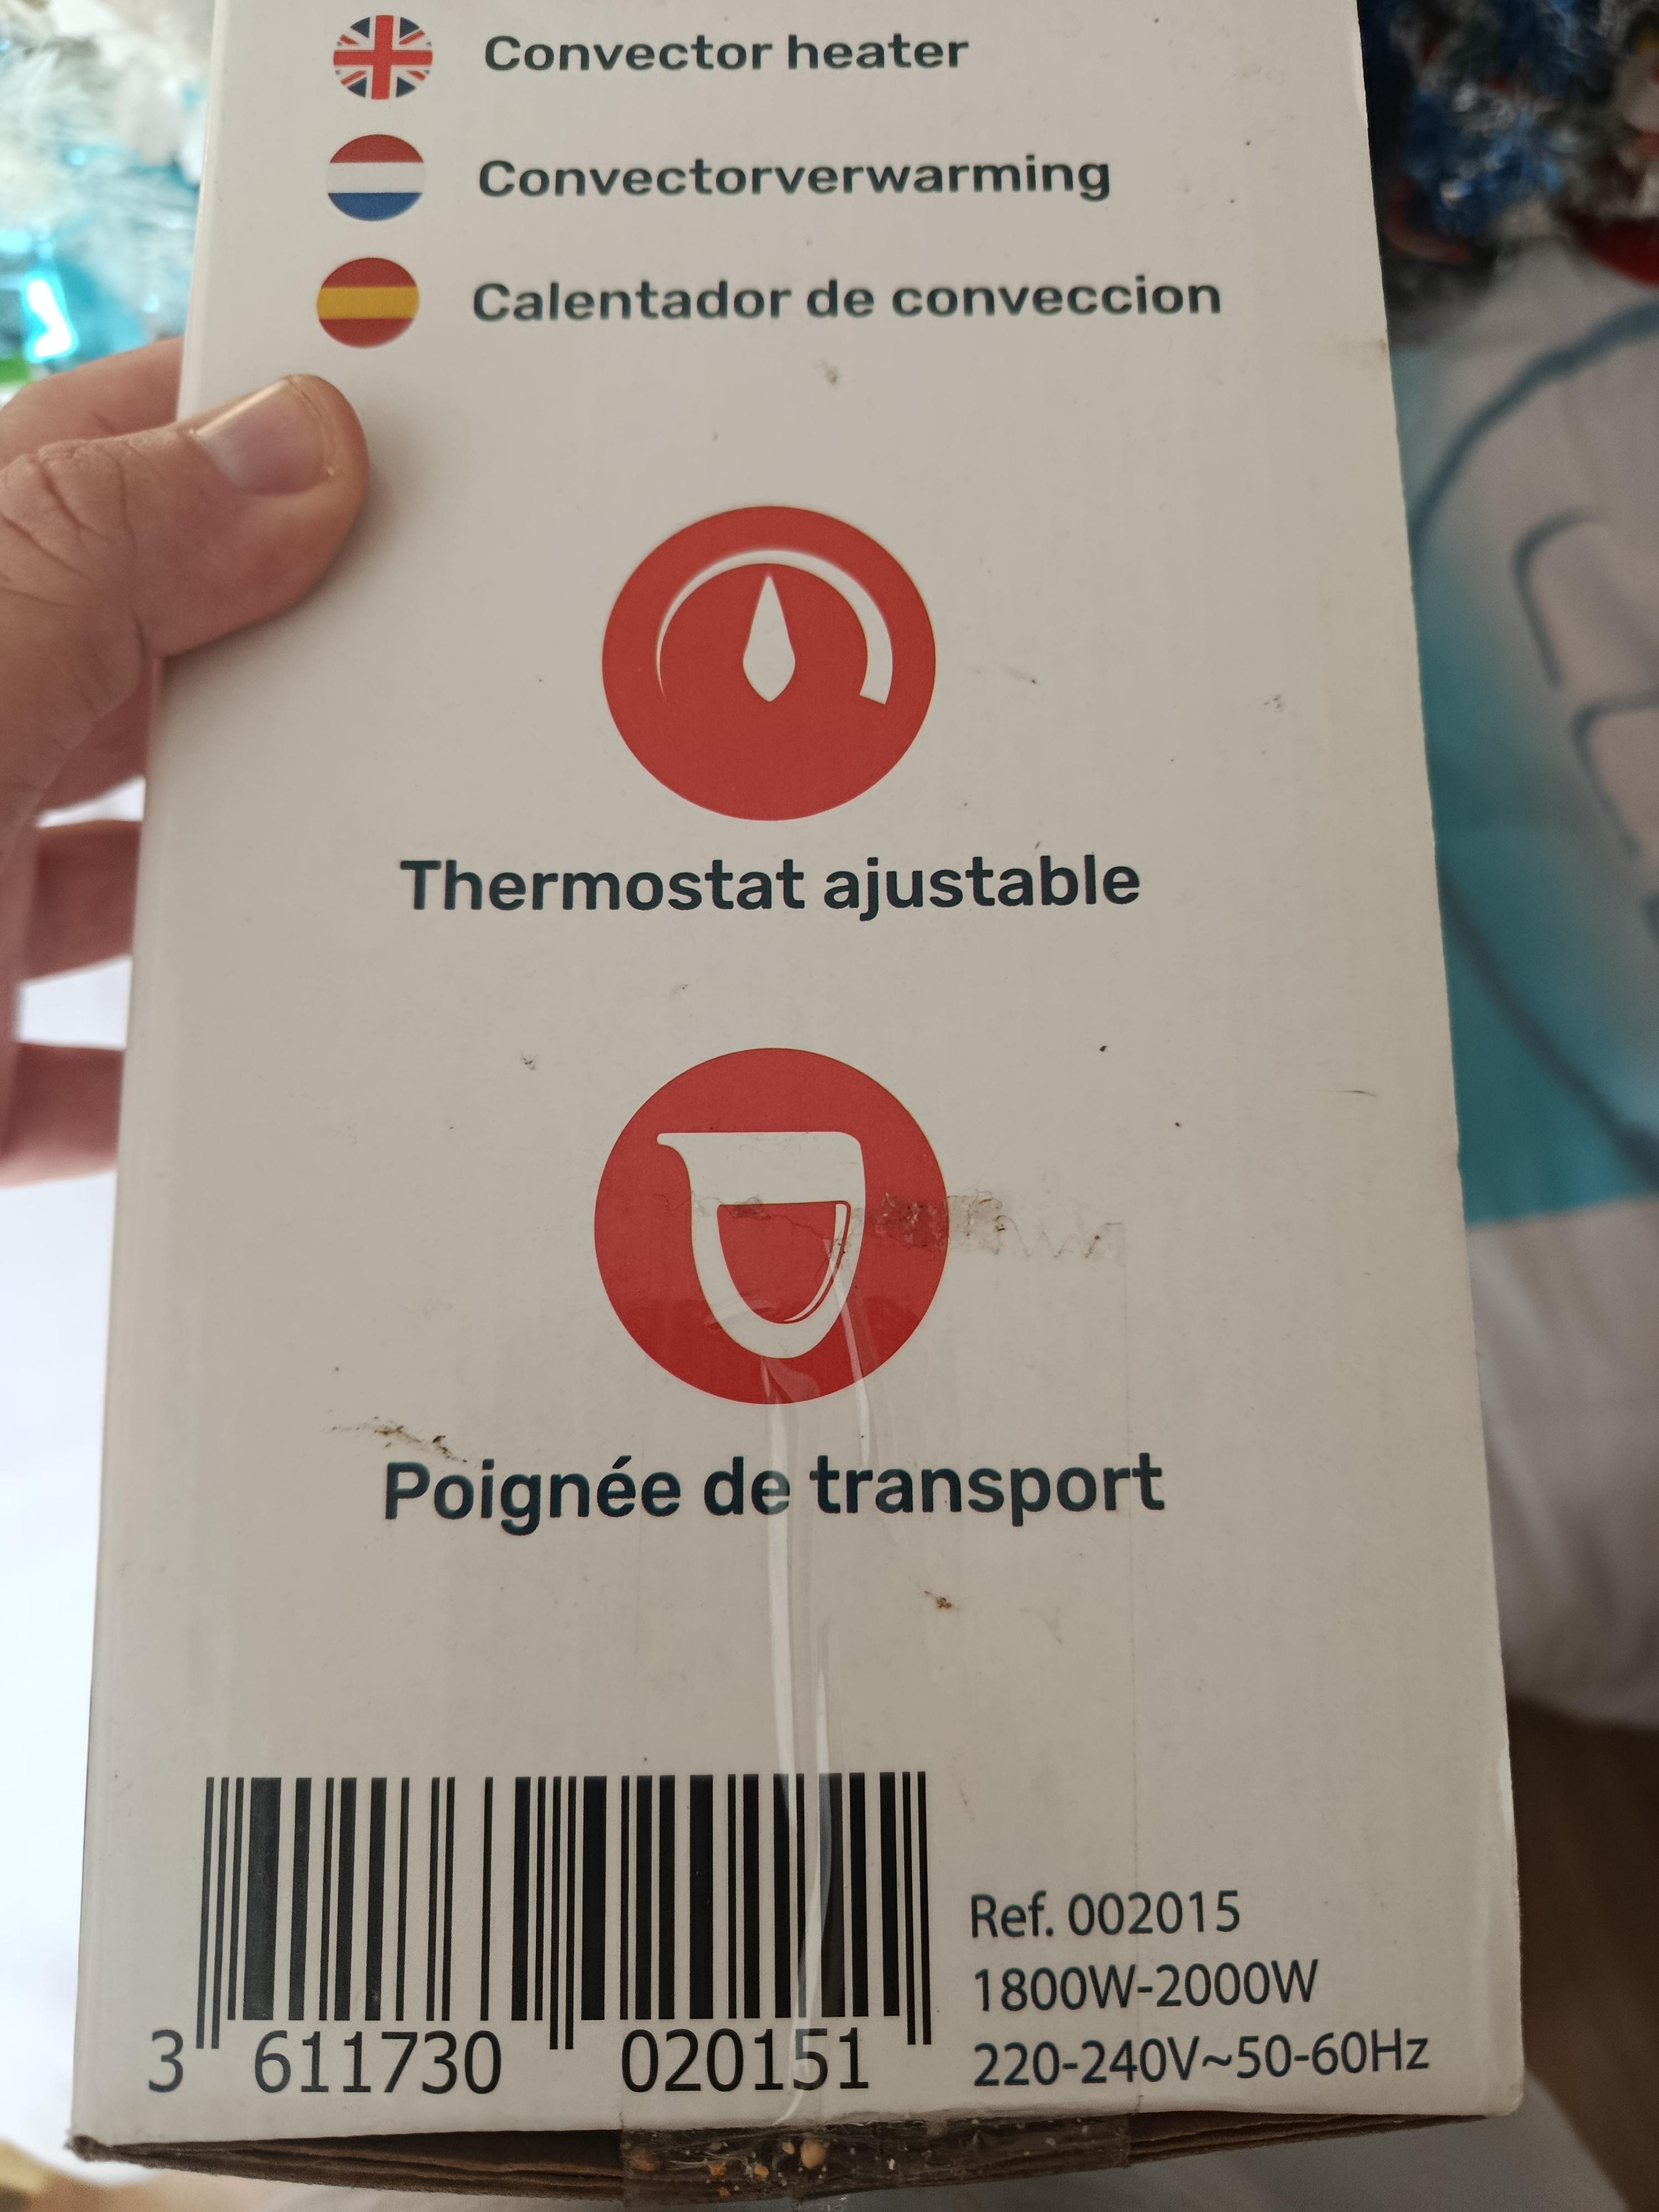 Convector heater
Convectorverwarming
Calentador de conveccion
Thermostat ajustable
Poignée de transport
Ref. 002015
1800W-2000W
220-240V~50-60Hz
3 611730 020151